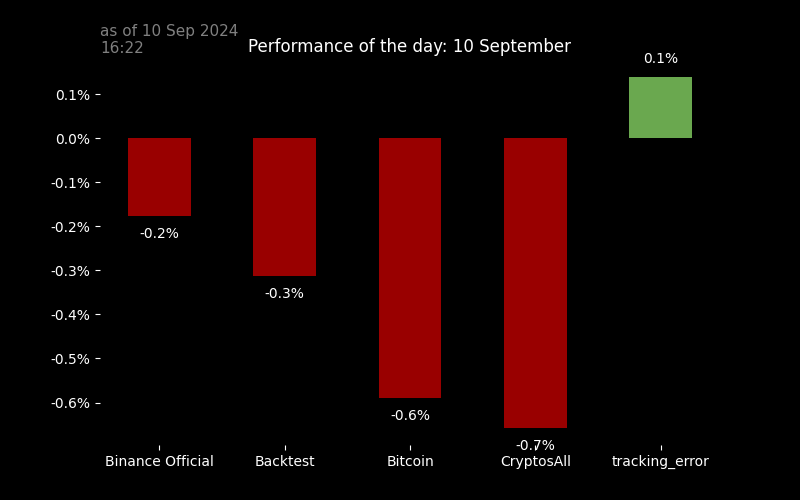 as of 10 Sep 2024
16:22
Performance of the day: 10 September
0.1%
0.1%
0.0%
-0.1%
-0.2%
-0.3%
-0.4%
-0.5%
-0.6%
-0.2%
-0.3%
-0.6%
-0.7%
Binance Official
Backtest
Bitcoin
CryptosAll
tracking_error